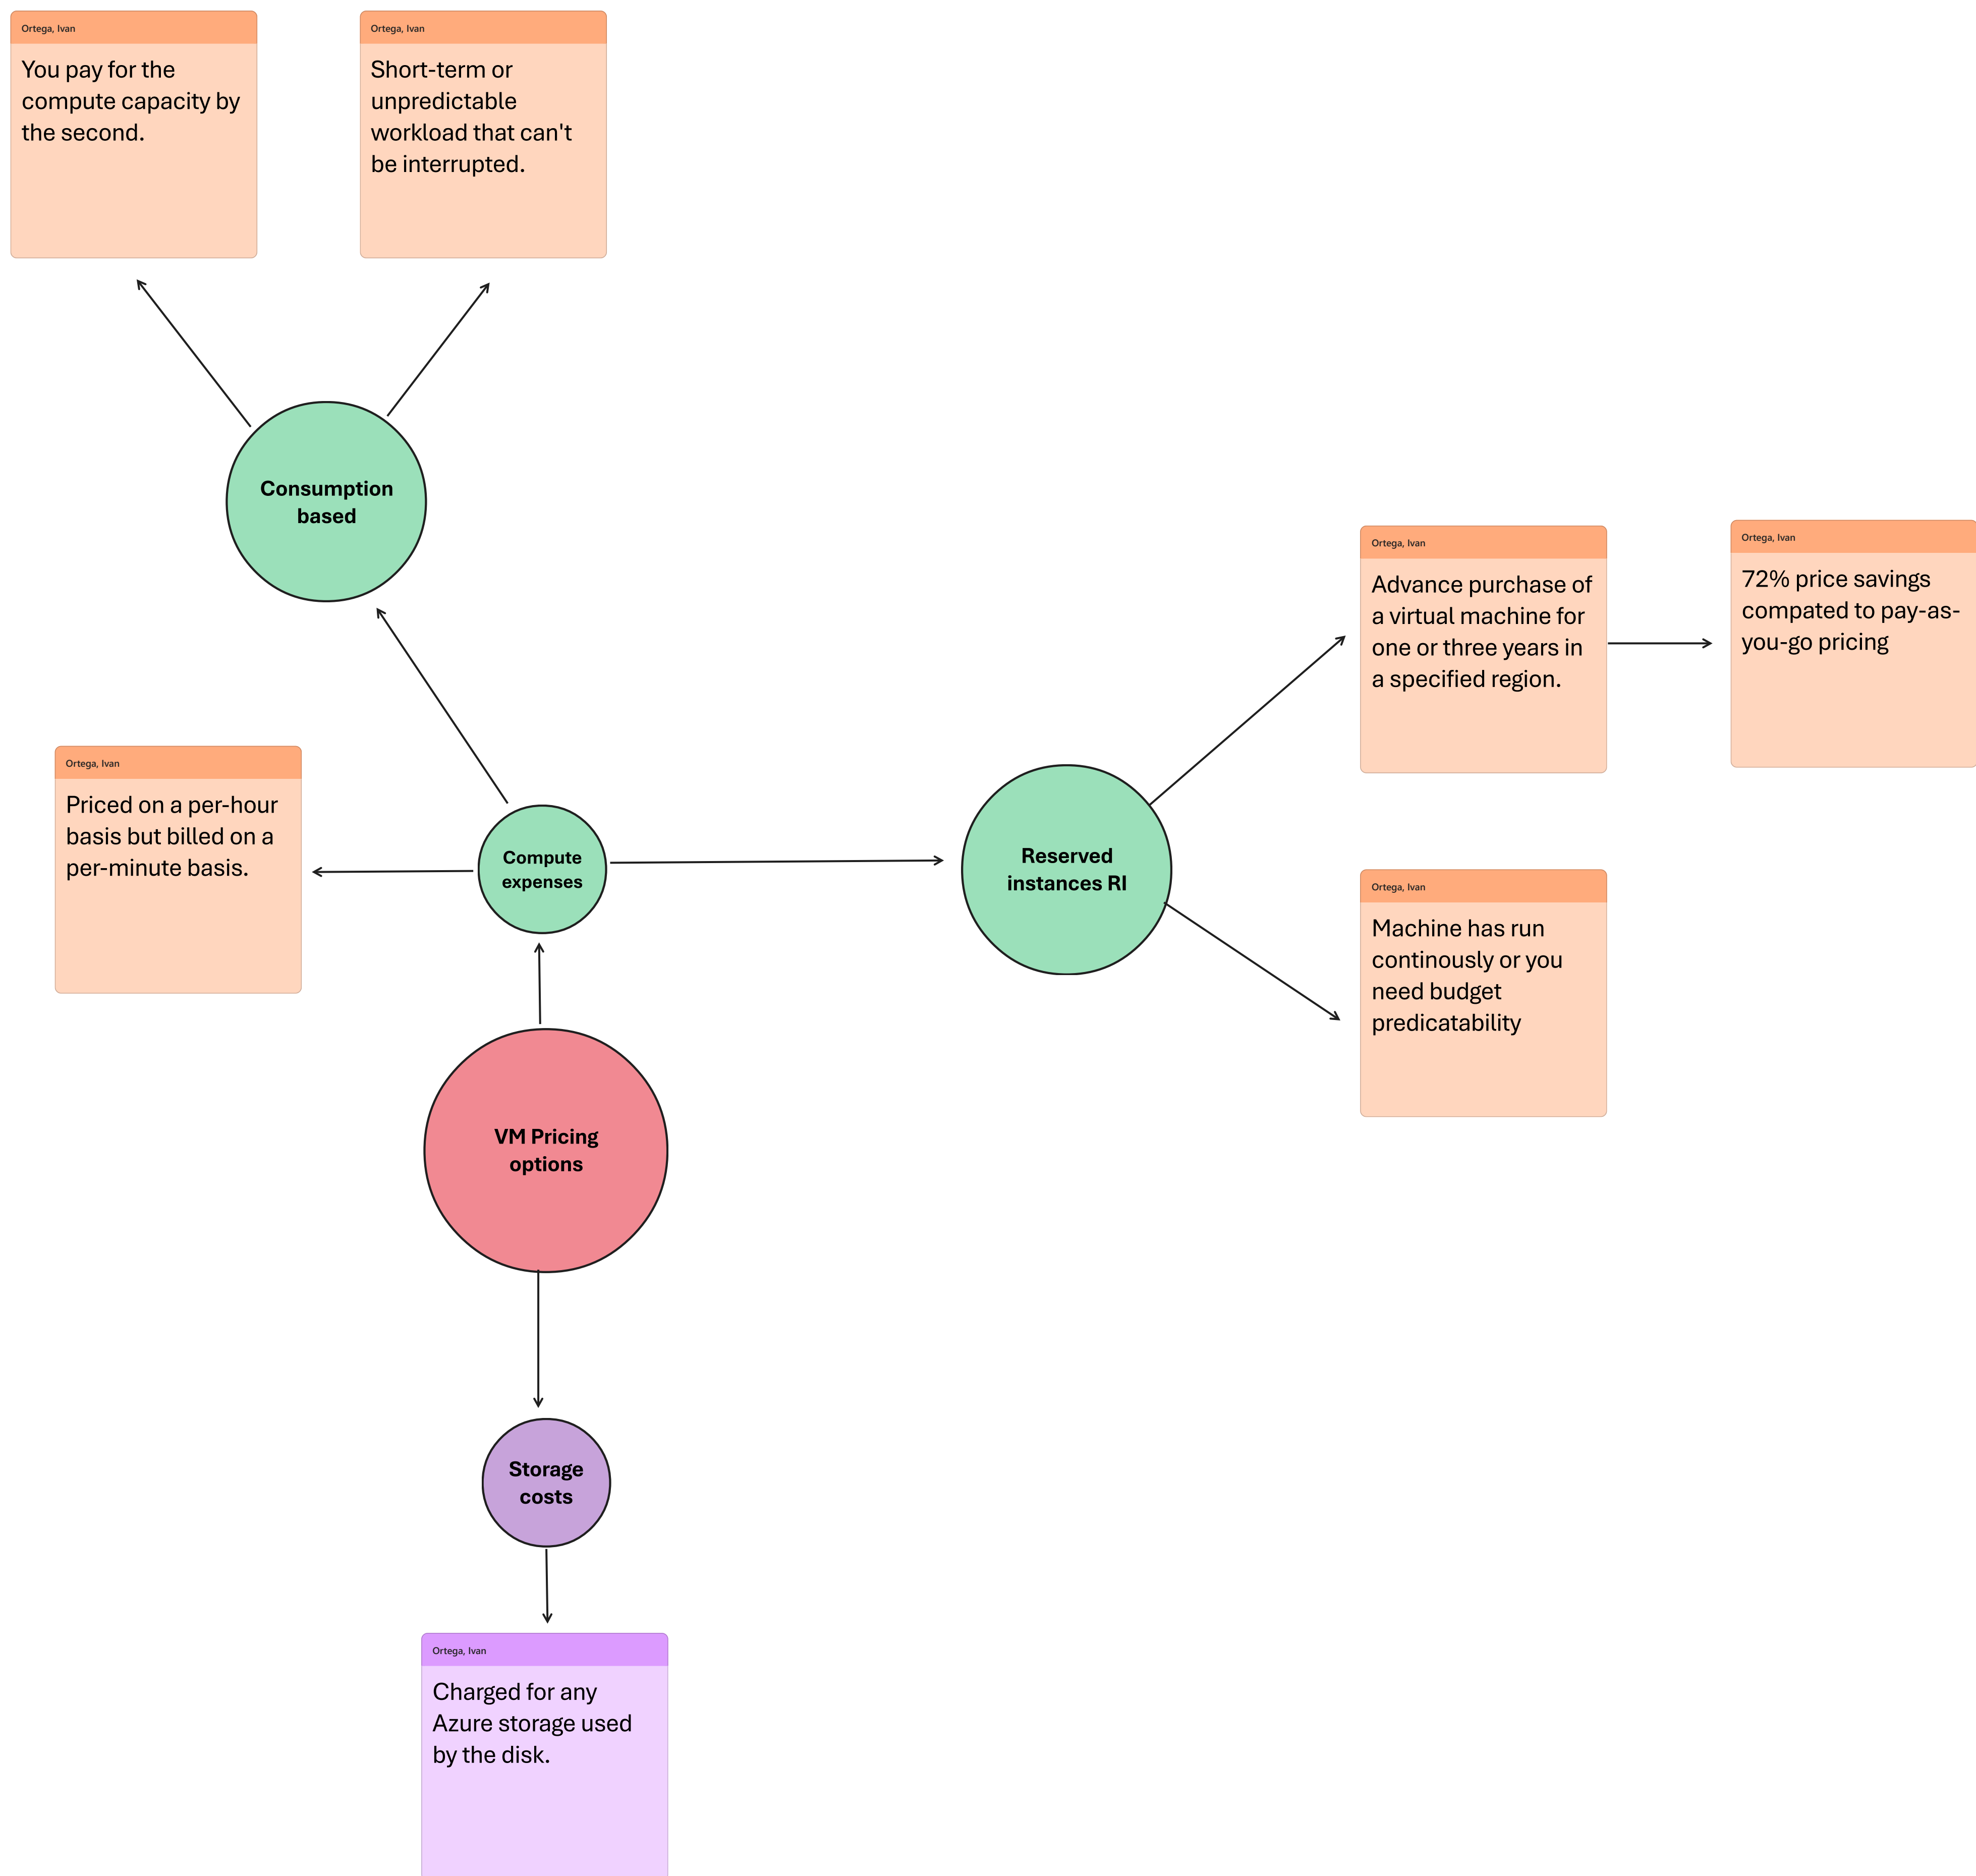 Ortega, Ivan
You pay for the
compute capacity by
the second.
Ortega, Ivan
Short-term or
unpredictable
workload that can't
be interrupted.
Consumption
based
Ortega, Ivan
Advance purchase of
a virtual machine for
one or three years in
a specified region.
Ortega, Ivan
72% price savings
compated to pay-as-
you-go pricing
Ortega, Ivan
Priced on a per-hour
basis but billed on a
per-minute basis.
Compute
expenses
Reserved
instances RI
Ortega, Ivan
Machine has run
continously or you
need budget
predicatability
VM Pricing
options
Storage
costs
Ortega, Ivan
Charged for any
Azure storage used
by the disk.